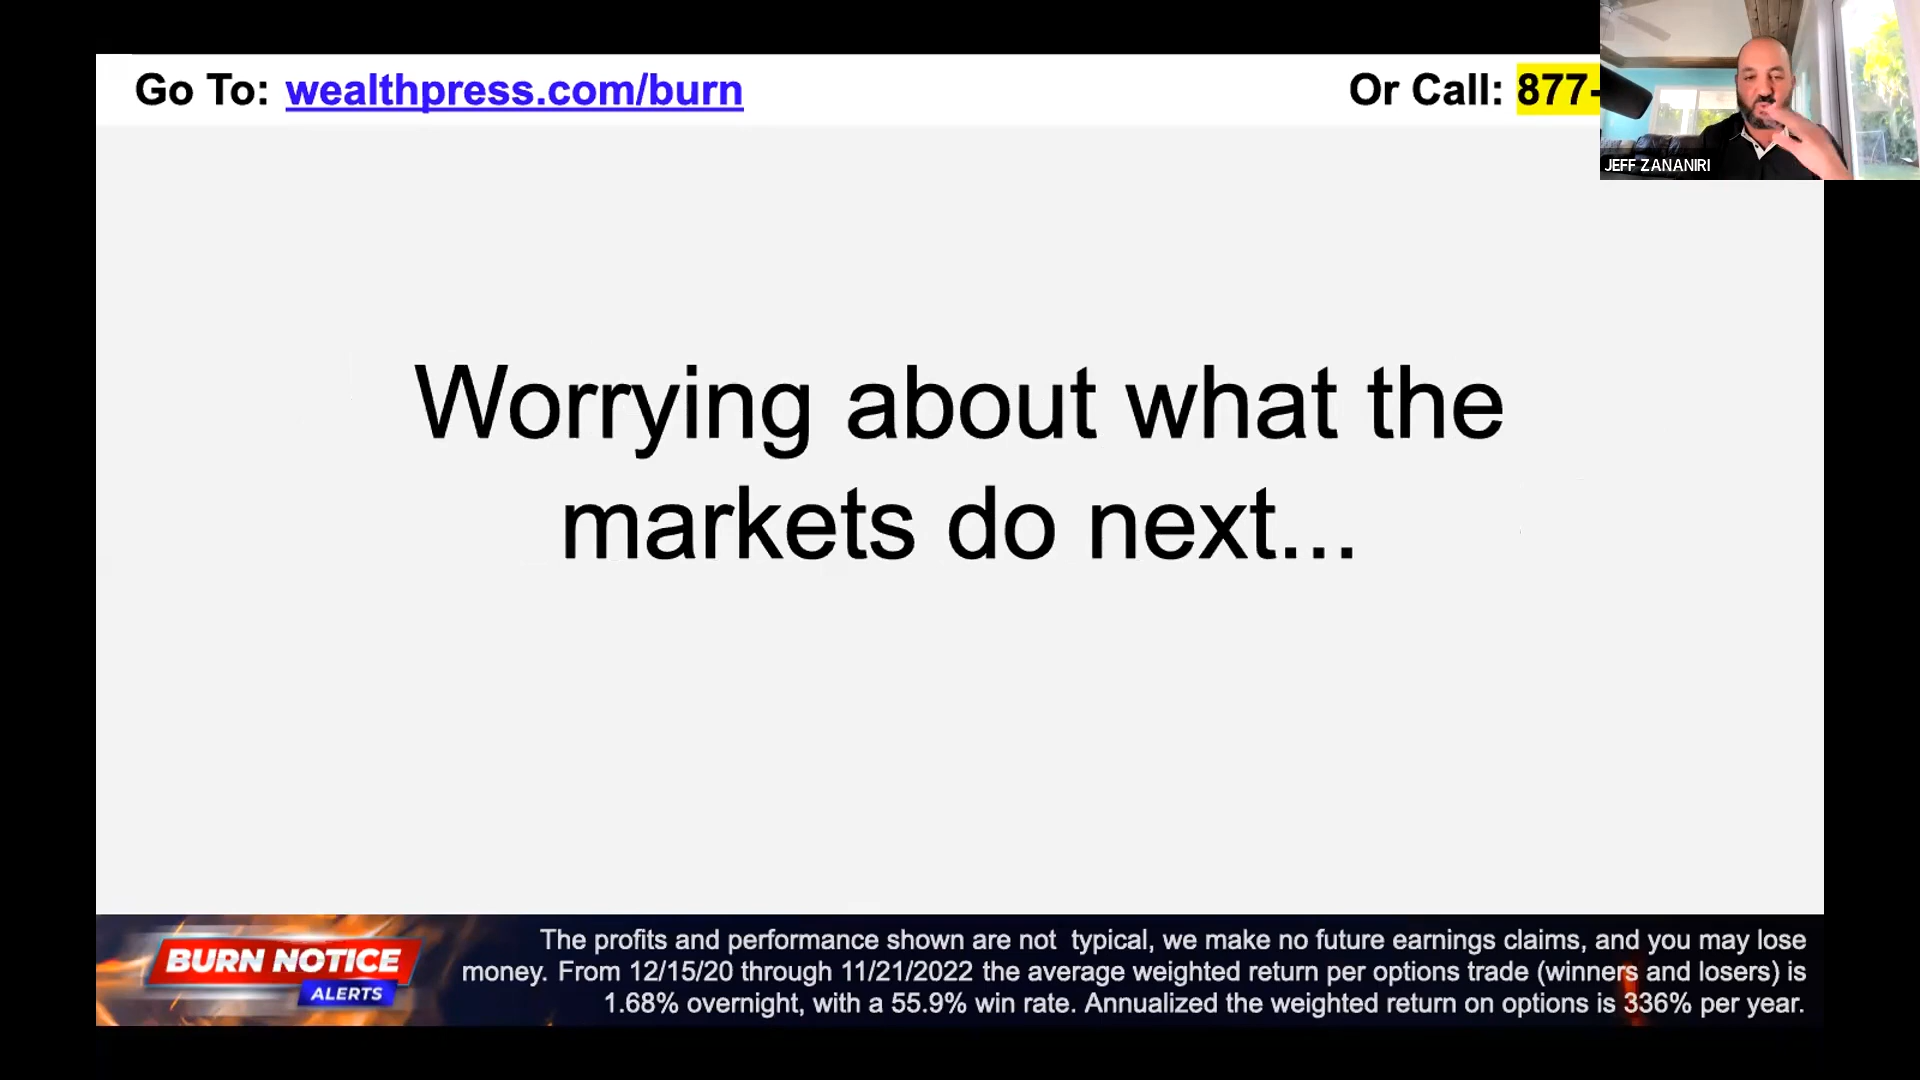 Go To: wealthpress.com/burn
Or Call: 877-
JEFF ZANANIRI
Worrying about what the
markets do next...
BURN NOTICE
ALERTS
The profits and performance shown are not typical, we make no future earnings claims, and you may lose
money. From 12/15/20 through 11/21/2022 the average weighted return per options trade (winners and losers) is
1.68% overnight, with a 55.9% win rate. Annualized the weighted return on options is 336% per year.